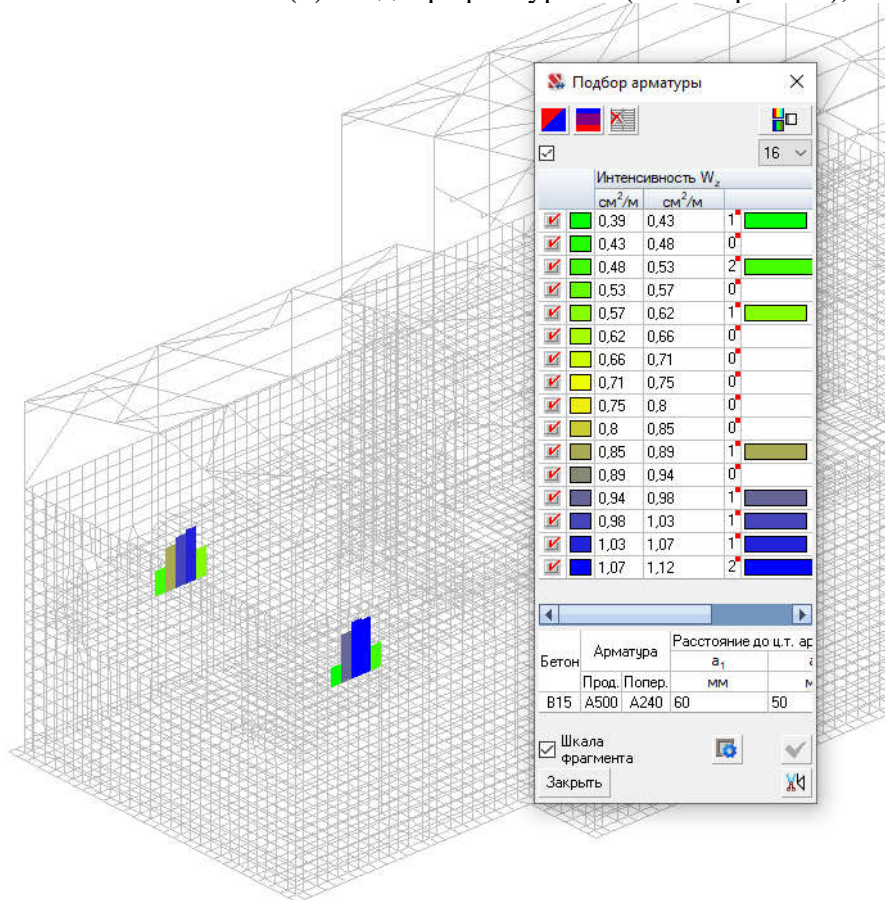 Подбор арматуры
16
Интенсивность Wz
см²/м см²/м
0,39 0,43 1
0,43 0,48 0
0,48 0,53 2
0,53 0,57 0
0,57 0,62 1
0,62 0,66 0
0,66 0,71 0
0,71 0,75 0
0,75 0,8 0
0,8 0,85 0
0,85 0,89 1
0,89 0,94 0
0,94 0,98 1
0,98 1,03 1
1,03 1,07 1
1,07 1,12 2
Бетон Арматура Расстояние до ц.т. ар
a₁
Прод. Попер. мм
B15 A500 A240 60 50
Шкала
фрагмента
Закрыть